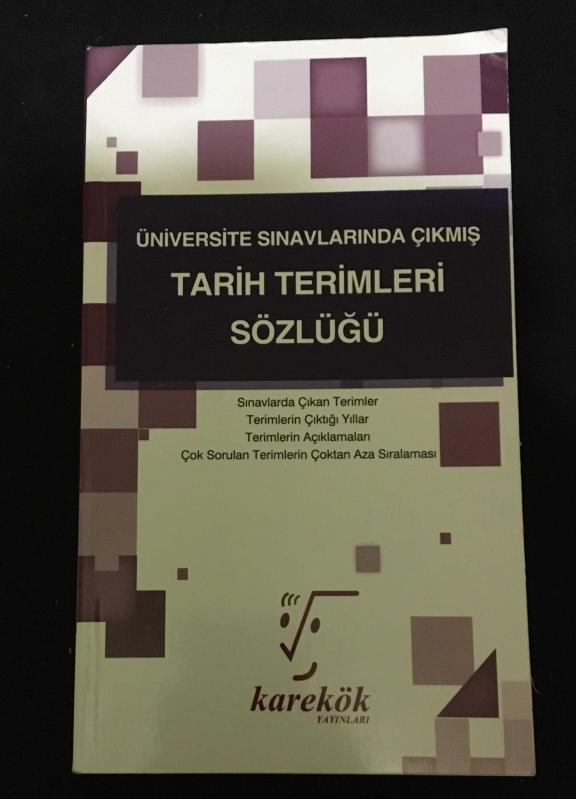 ÜNİVERSİTE SINAVLARINDA ÇIKMIŞ
TARİH TERİMLERİ
SÖZLÜĞÜ
Sınavlarda Çıkan Terimler
Terimlerin Çıktığı Yıllar
Terimlerin Açıklamaları
Çok Sorulan Terimlerin Çoktan Aza Sıralaması
karekök
YAYINLARI